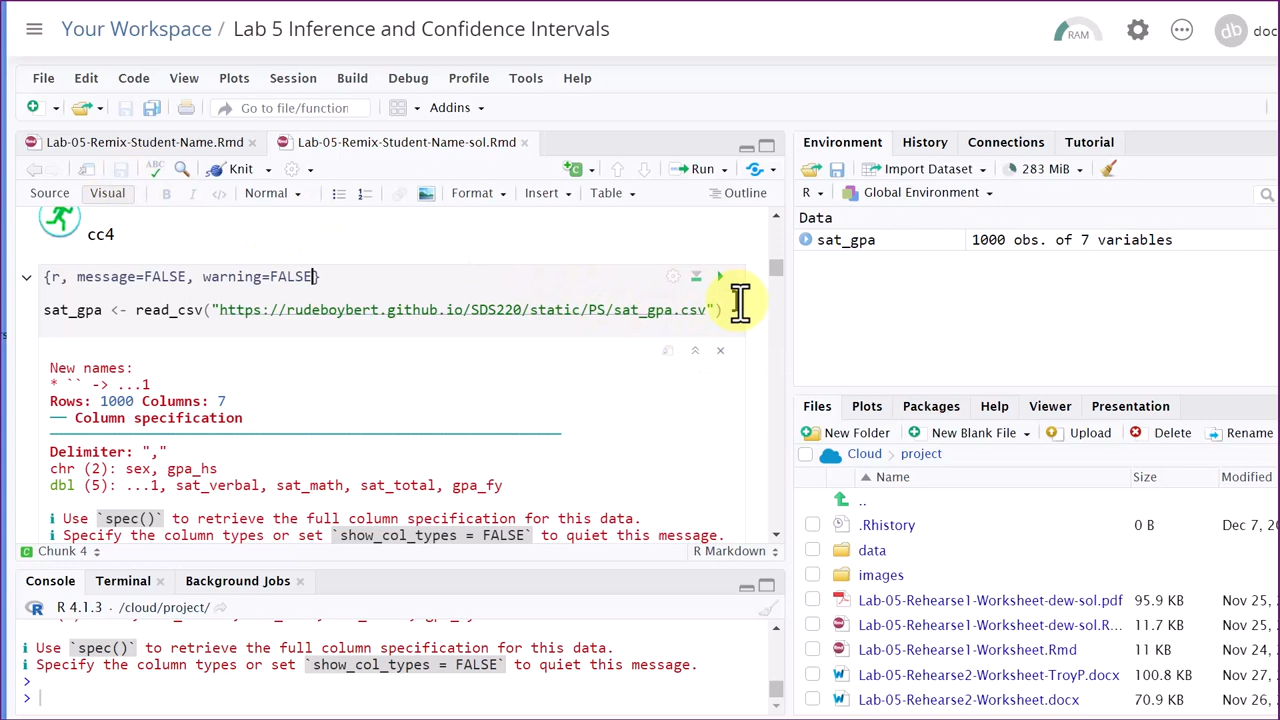 Your Workspace / Lab 5 Inference and Confidence Intervals
RAM
db
doc
File Edit Code View Plots Session Build Debug Profile Tools Help
Go to file/function
Addins
Lab-05-Remix-Student-Name.Rmd
Lab-05-Remix-Student-Name-sol.Rmd
ABC
Knit
Run
Source Visual
B I </> Normal Format Insert Table Outline
cc4
{r, message=FALSE, warning=FALSE}
sat_gpa <- read_csv("https://rudeboybert.github.io/SDS220/static/PS/sat_gpa.csv")
New names:
* `` -> ...1
Rows: 1000 Columns: 7
── Column specification
Delimiter: ","
chr (2): sex, gpa_hs
dbl (5): ...1, sat_verbal, sat_math, sat_total, gpa_fy
ℹ Use `spec()` to retrieve the full column specification for this data.
ℹ Specify the column types or set `show_col_types = FALSE` to quiet this message.
Chunk 4
R Markdown
Console Terminal Background Jobs
R 4.1.3 · /cloud/project/
ℹ Use `spec()` to retrieve the full column specification for this data.
ℹ Specify the column types or set `show_col_types = FALSE` to quiet this message.
>
>
Environment History Connections Tutorial
Import Dataset 283 MiB
R Global Environment
Data
sat_gpa 1000 obs. of 7 variables
Files Plots Packages Help Viewer Presentation
New Folder New Blank File Upload Delete Rename
Cloud project
Name Size Modified
..
.Rhistory 0 B Dec 7,
data
images
Lab-05-Rehearse1-Worksheet-dew-sol.pdf 95.9 KB Nov 25,
Lab-05-Rehearse1-Worksheet-dew-sol.R... 11.7 KB Nov 25,
Lab-05-Rehearse1-Worksheet.Rmd 11 KB Nov 24,
Lab-05-Rehearse2-Worksheet-TroyP.docx 100.8 KB Nov 27,
Lab-05-Rehearse2-Worksheet.docx 70.9 KB Nov 26,